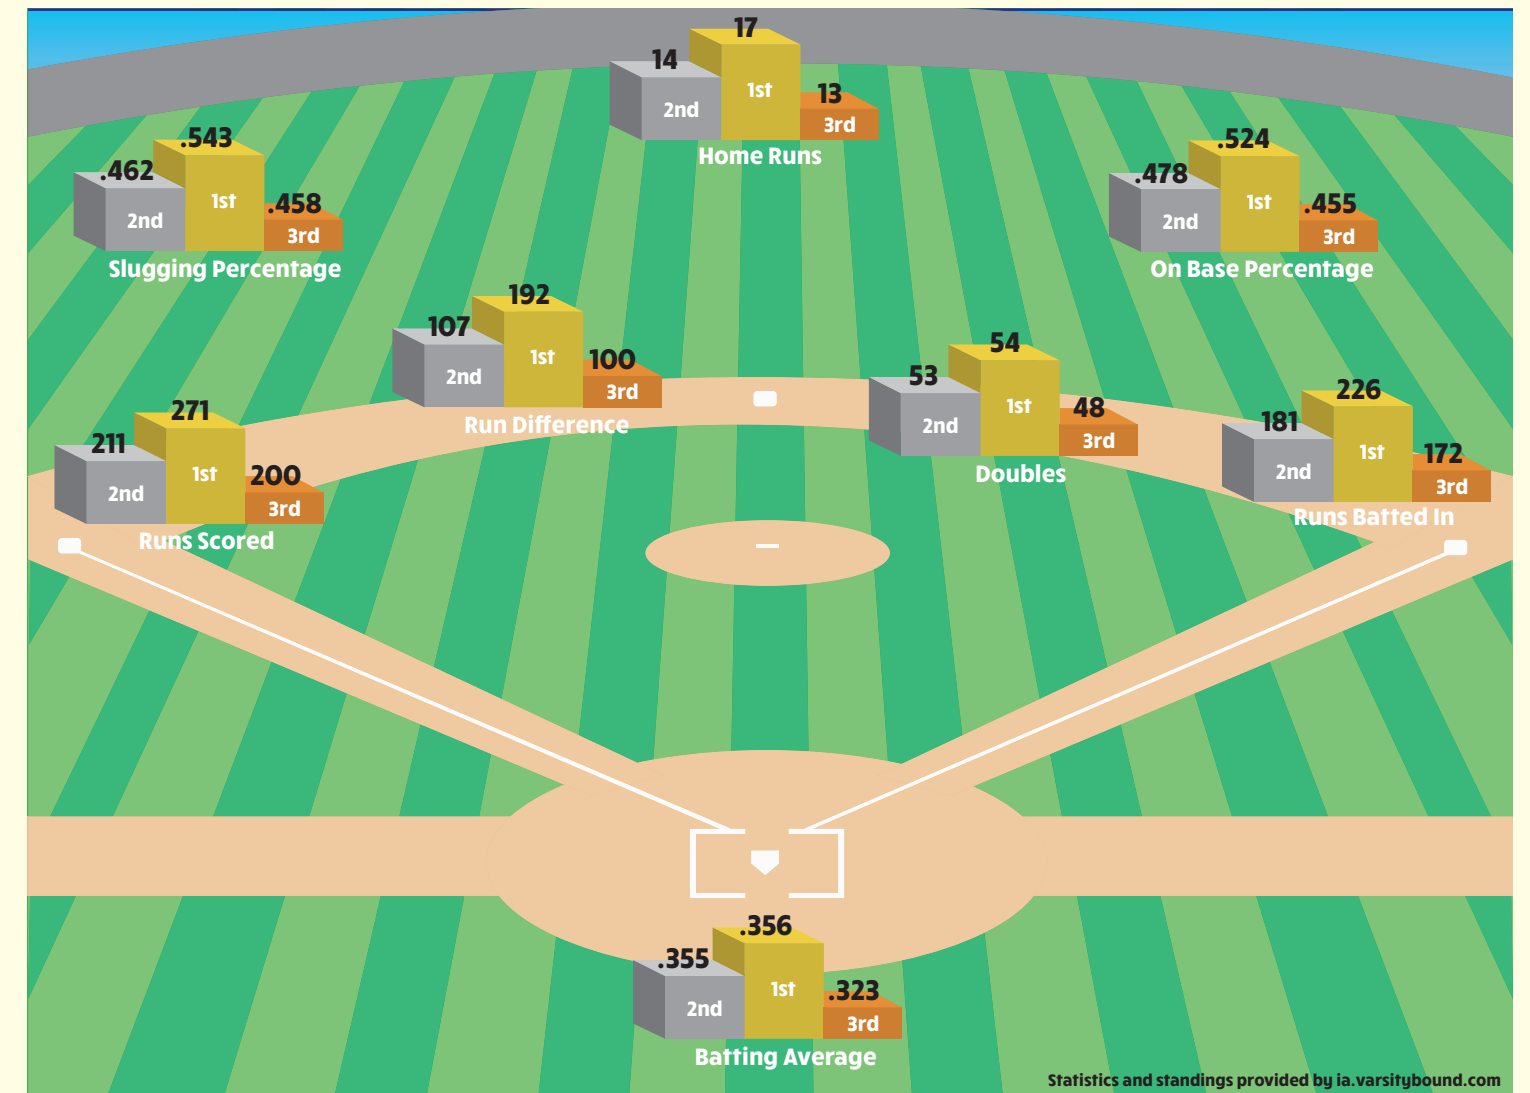 17
14
13
1st
2nd
3rd
Home Runs
.543
.462
.458
1st
2nd
3rd
Slugging Percentage
.524
.478
.455
1st
2nd
3rd
On Base Percentage
192
107
100
1st
2nd
3rd
Run Difference
54
53
48
1st
2nd
3rd
Doubles
226
181
172
1st
2nd
3rd
Runs Batted In
271
211
200
1st
2nd
3rd
Runs Scored
.356
.355
.323
1st
2nd
3rd
Batting Average
Statistics and standings provided by ia.varsitybound.com